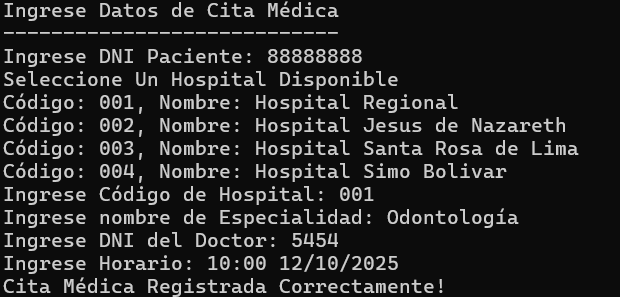 Ingrese Datos de Cita Médica
----------------------------
Ingrese DNI Paciente: 88888888
Seleccione Un Hospital Disponible
Código: 001, Nombre: Hospital Regional
Código: 002, Nombre: Hospital Jesus de Nazareth
Código: 003, Nombre: Hospital Santa Rosa de Lima
Código: 004, Nombre: Hospital Simo Bolivar
Ingrese Código de Hospital: 001
Ingrese nombre de Especialidad: Odontología
Ingrese DNI del Doctor: 5454
Ingrese Horario: 10:00 12/10/2025
Cita Médica Registrada Correctamente!